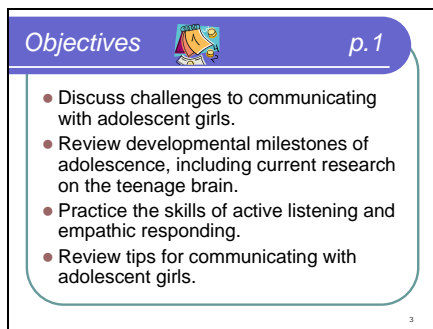 Objectives p.1
● Discuss challenges to communicating
with adolescent girls.
● Review developmental milestones of
adolescence, including current research
on the teenage brain.
● Practice the skills of active listening and
empathic responding.
● Review tips for communicating with
adolescent girls.
3